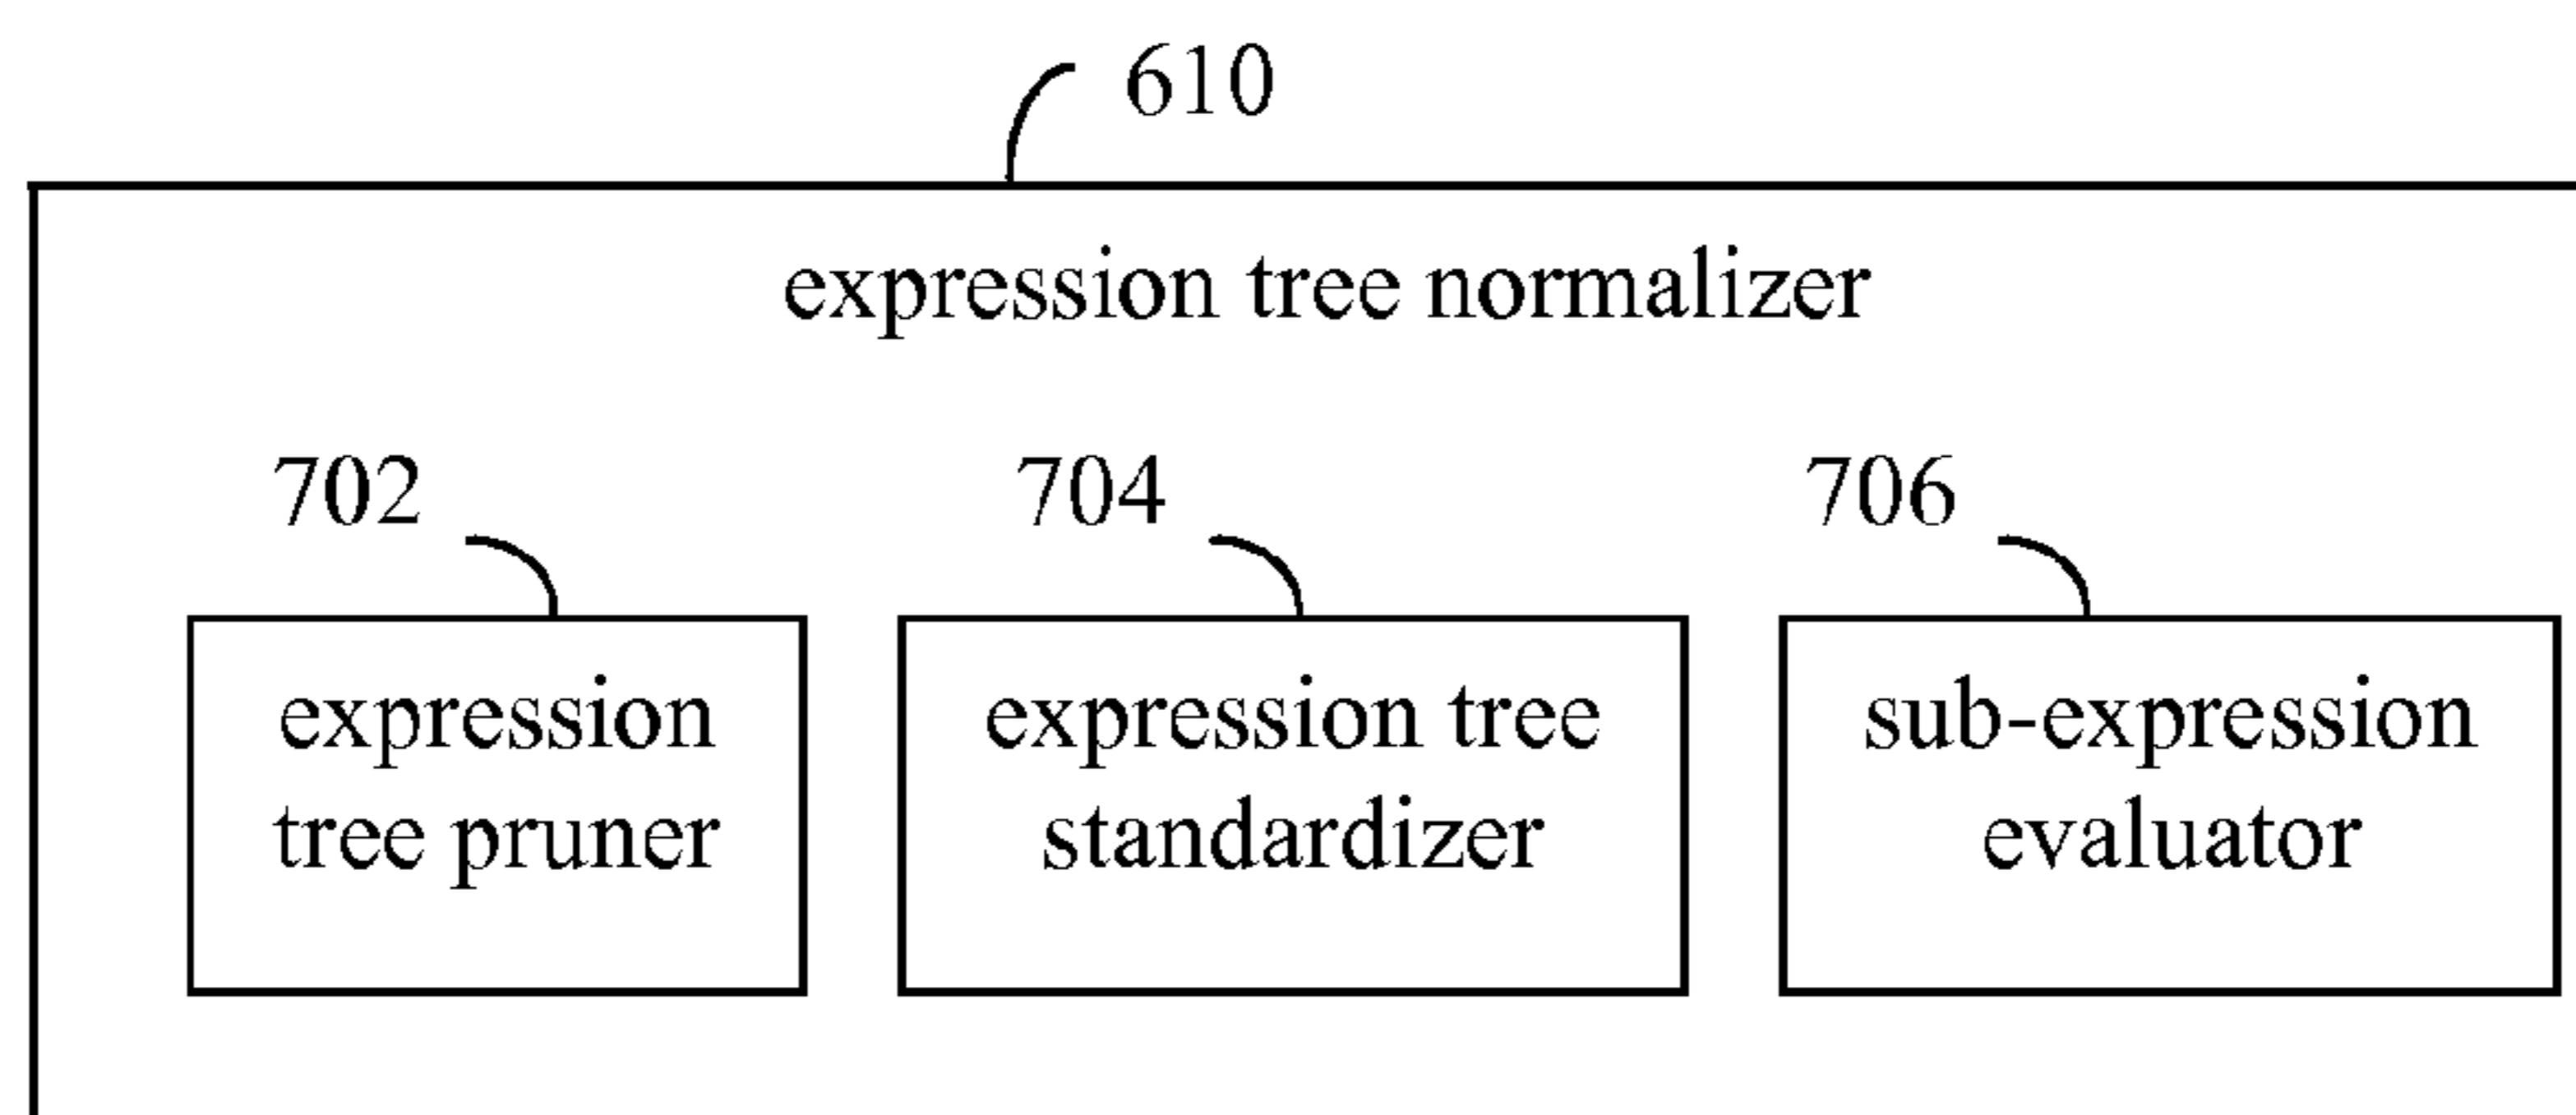 610
expression tree normalizer
702
704
706
expression
tree pruner
expression tree
standardizer
sub-expression
evaluator